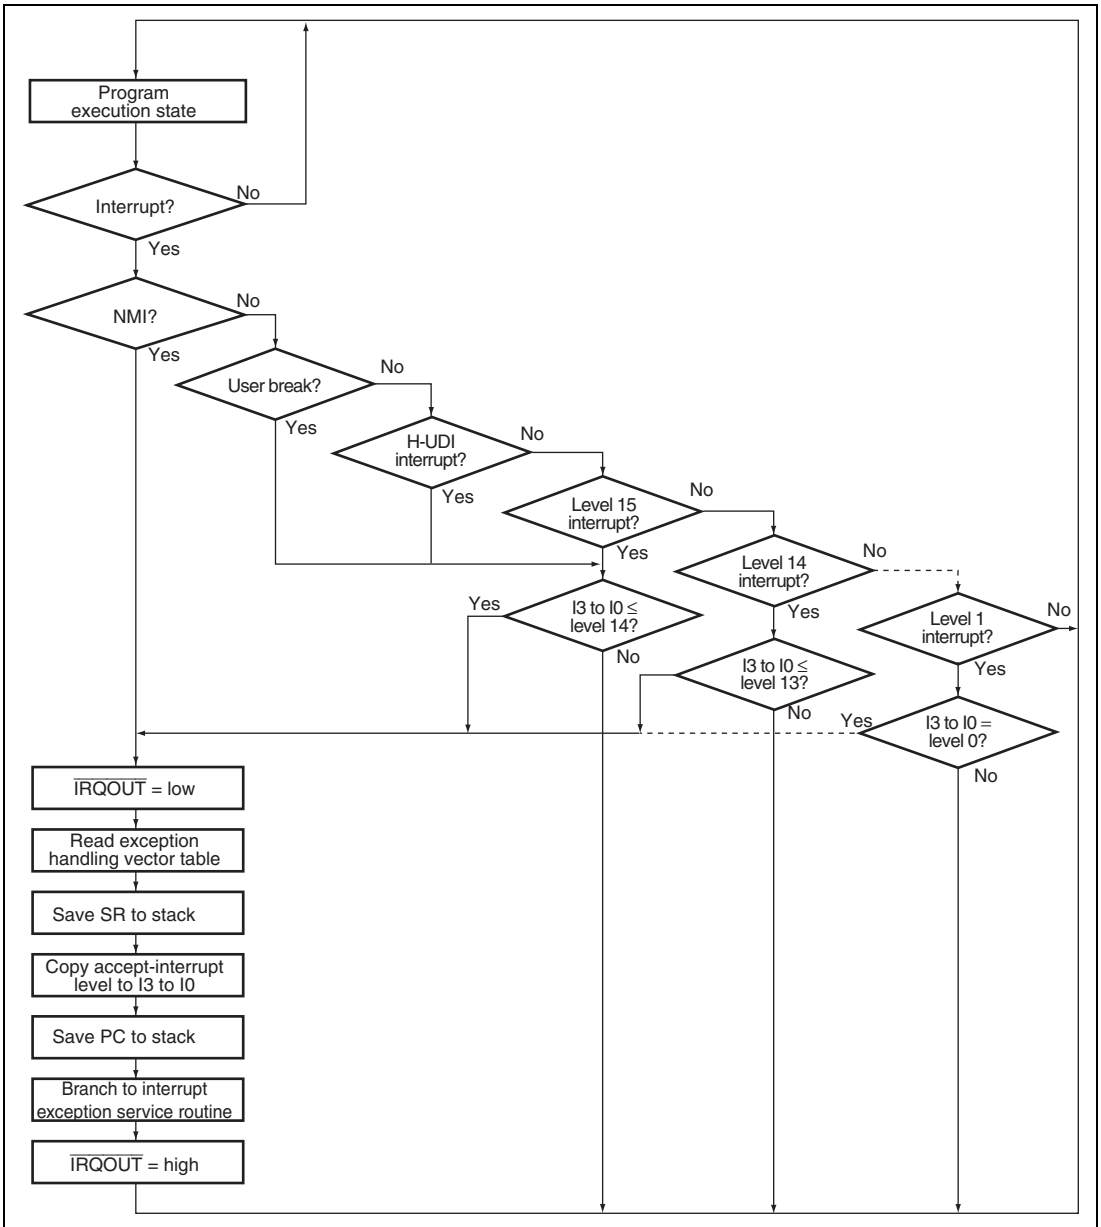 Program
execution state
Interrupt?
No
Yes
NMI?
No
Yes
User break?
No
Yes
H-UDI
interrupt?
No
Yes
Level 15
interrupt?
No
Yes
Level 14
interrupt?
No
Yes
Level 1
interrupt?
No
Yes
I3 to I0 ≤
level 14?
Yes
No
I3 to I0 ≤
level 13?
No
I3 to I0 =
level 0?
Yes
No
IRQOUT = low
Read exception
handling vector table
Save SR to stack
Copy accept-interrupt
level to I3 to I0
Save PC to stack
Branch to interrupt
exception service routine
IRQOUT = high